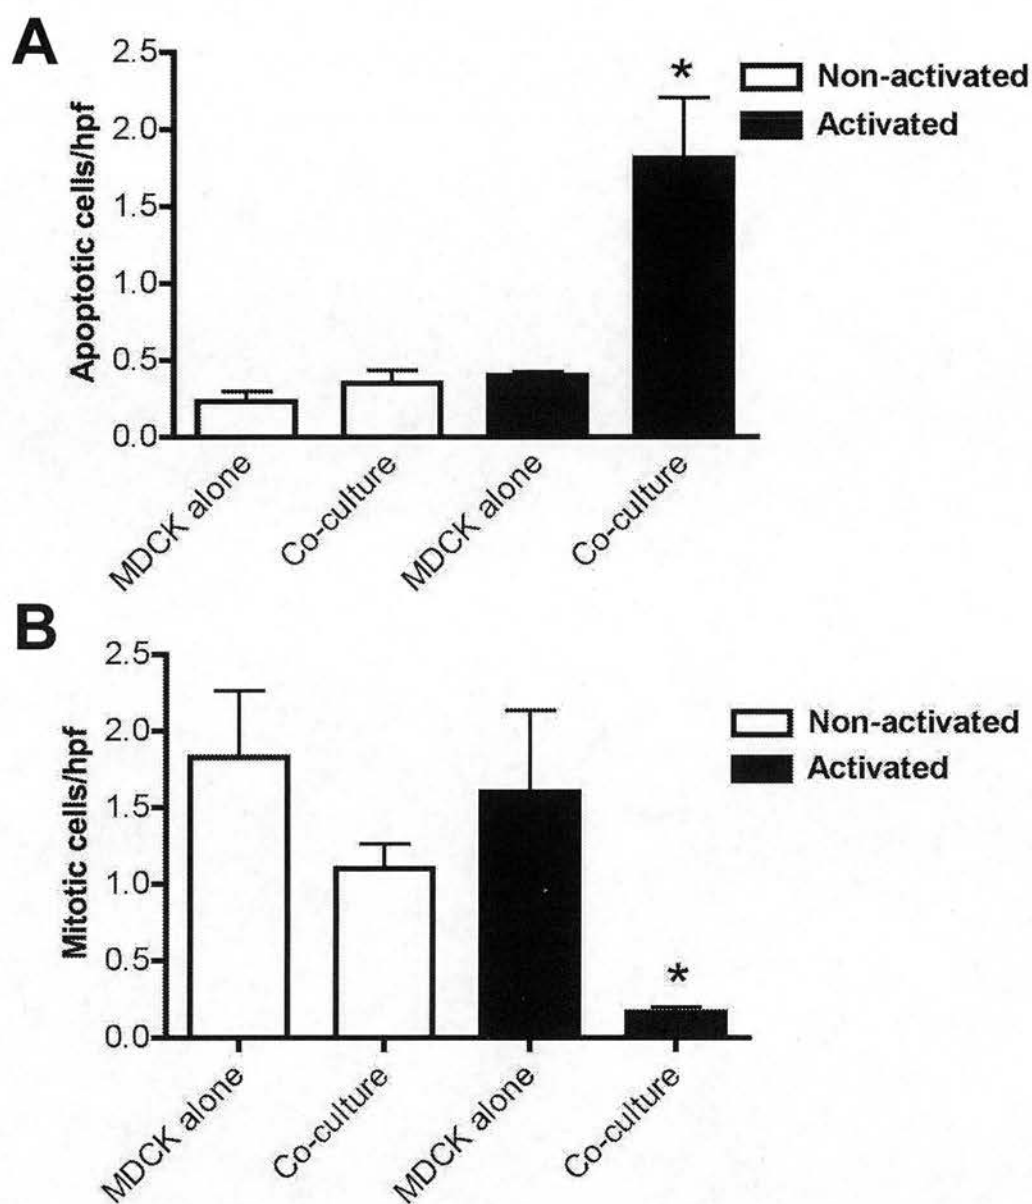 A
2.5
2.0
1.5
1.0
0.5
0.0
Apoptotic cells/hpf
*
Non-activated
Activated
MDCK alone
Co-culture
MDCK alone
Co-culture
B
2.5
2.0
1.5
1.0
0.5
0.0
Mitotic cells/hpf
Non-activated
Activated
*
MDCK alone
Co-culture
MDCK alone
Co-culture